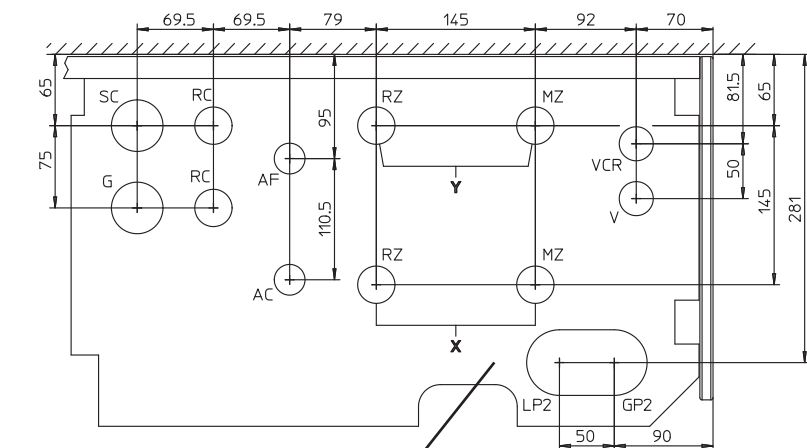 69.5 69.5 79 145 92 70
65 75 95 110.5 81.5 50 65 145 281
SC RC RZ MZ
AF VCR
G RC Y V
RZ MZ
AC
X
LP2 GP2
50 90